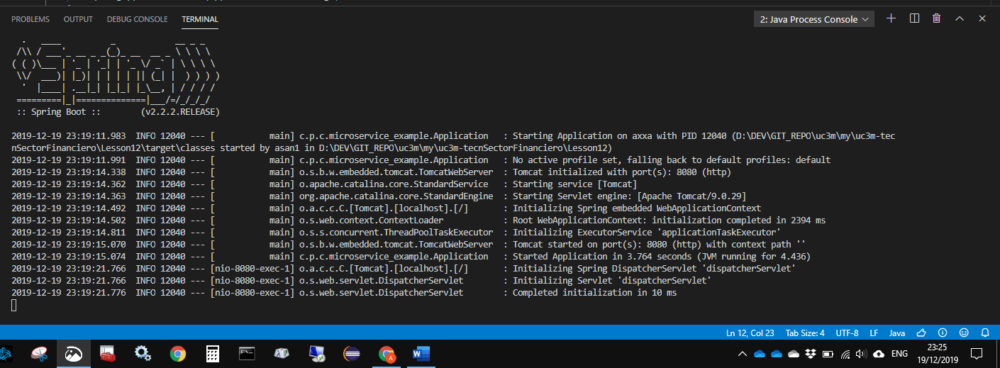 PROBLEMS OUTPUT DEBUG CONSOLE TERMINAL 2: Java Process Console
  .   ____          _            __ _ _
 /\\ / ___'_ __ _ _(_)_ __  __ _ \ \ \ \
( ( )\___ | '_ | '_| | '_ \/ _` | \ \ \ \
 \\/  ___)| |_)| | | | | || (_| |  ) ) ) )
  '  |____| .__|_| |_|_| |_\__, | / / / /
 =========|_|==============|___/=/_/_/_/
 :: Spring Boot ::        (v2.2.2.RELEASE)
2019-12-19 23:19:11.983  INFO 12040 --- [           main] c.p.c.microservice_example.Application   : Starting Application on axxa with PID 12040 (D:\DEV\GIT_REPO\uc3m\my\uc3m-tec
nSectorFinanciero\Lesson12\target\classes started by asan1 in D:\DEV\GIT_REPO\uc3m\my\uc3m-tecnSectorFinanciero\Lesson12)
2019-12-19 23:19:11.991  INFO 12040 --- [           main] c.p.c.microservice_example.Application   : No active profile set, falling back to default profiles: default
2019-12-19 23:19:14.338  INFO 12040 --- [           main] o.s.b.w.embedded.tomcat.TomcatWebServer  : Tomcat initialized with port(s): 8080 (http)
2019-12-19 23:19:14.362  INFO 12040 --- [           main] o.apache.catalina.core.StandardService   : Starting service [Tomcat]
2019-12-19 23:19:14.363  INFO 12040 --- [           main] org.apache.catalina.core.StandardEngine  : Starting Servlet engine: [Apache Tomcat/9.0.29]
2019-12-19 23:19:14.492  INFO 12040 --- [           main] o.a.c.c.C.[Tomcat].[localhost].[/]       : Initializing Spring embedded WebApplicationContext
2019-12-19 23:19:14.502  INFO 12040 --- [           main] o.s.web.context.ContextLoader            : Root WebApplicationContext: initialization completed in 2394 ms
2019-12-19 23:19:14.811  INFO 12040 --- [           main] o.s.s.concurrent.ThreadPoolTaskExecutor  : Initializing ExecutorService 'applicationTaskExecutor'
2019-12-19 23:19:15.070  INFO 12040 --- [           main] o.s.b.w.embedded.tomcat.TomcatWebServer  : Tomcat started on port(s): 8080 (http) with context path ''
2019-12-19 23:19:15.074  INFO 12040 --- [           main] c.p.c.microservice_example.Application   : Started Application in 3.764 seconds (JVM running for 4.436)
2019-12-19 23:19:21.766  INFO 12040 --- [nio-8080-exec-1] o.a.c.c.C.[Tomcat].[localhost].[/]       : Initializing Spring DispatcherServlet 'dispatcherServlet'
2019-12-19 23:19:21.766  INFO 12040 --- [nio-8080-exec-1] o.s.web.servlet.DispatcherServlet        : Initializing Servlet 'dispatcherServlet'
2019-12-19 23:19:21.776  INFO 12040 --- [nio-8080-exec-1] o.s.web.servlet.DispatcherServlet        : Completed initialization in 10 ms
Ln 12, Col 23 Tab Size: 4 UTF-8 LF Java
ENG 23:25
19/12/2019